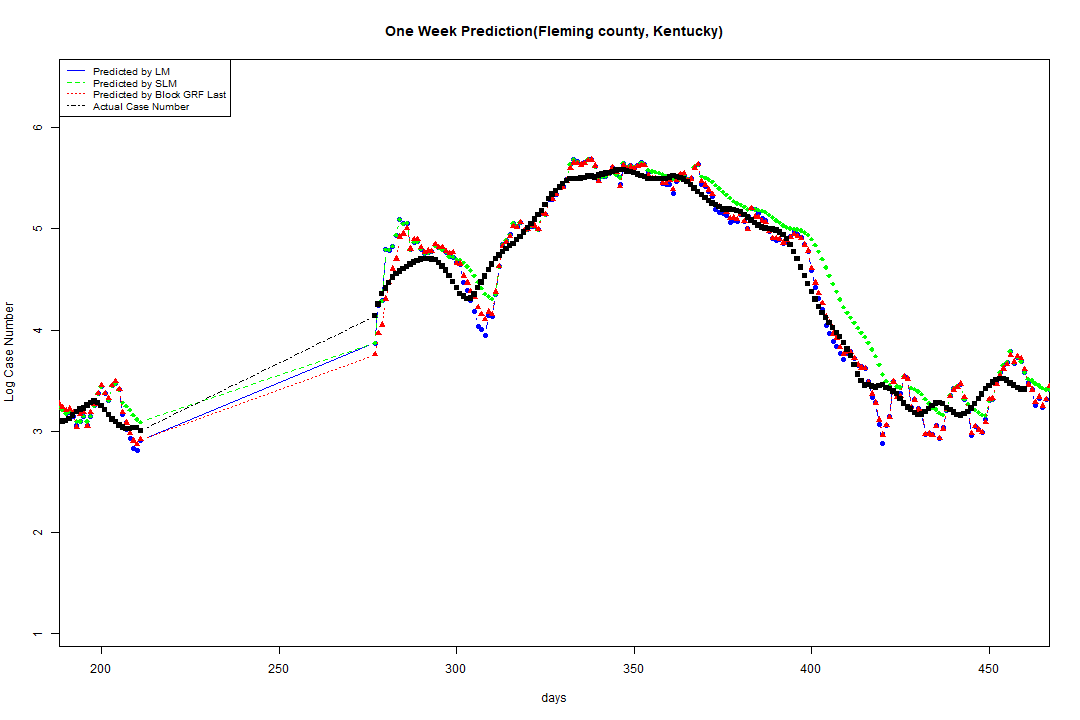 One Week Prediction(Fleming county, Kentucky)
Predicted by LM
Predicted by SLM
Predicted by Block GRF Last
Actual Case Number
6
5
4
3
2
1
Log Case Number
200 250 300 350 400 450
days